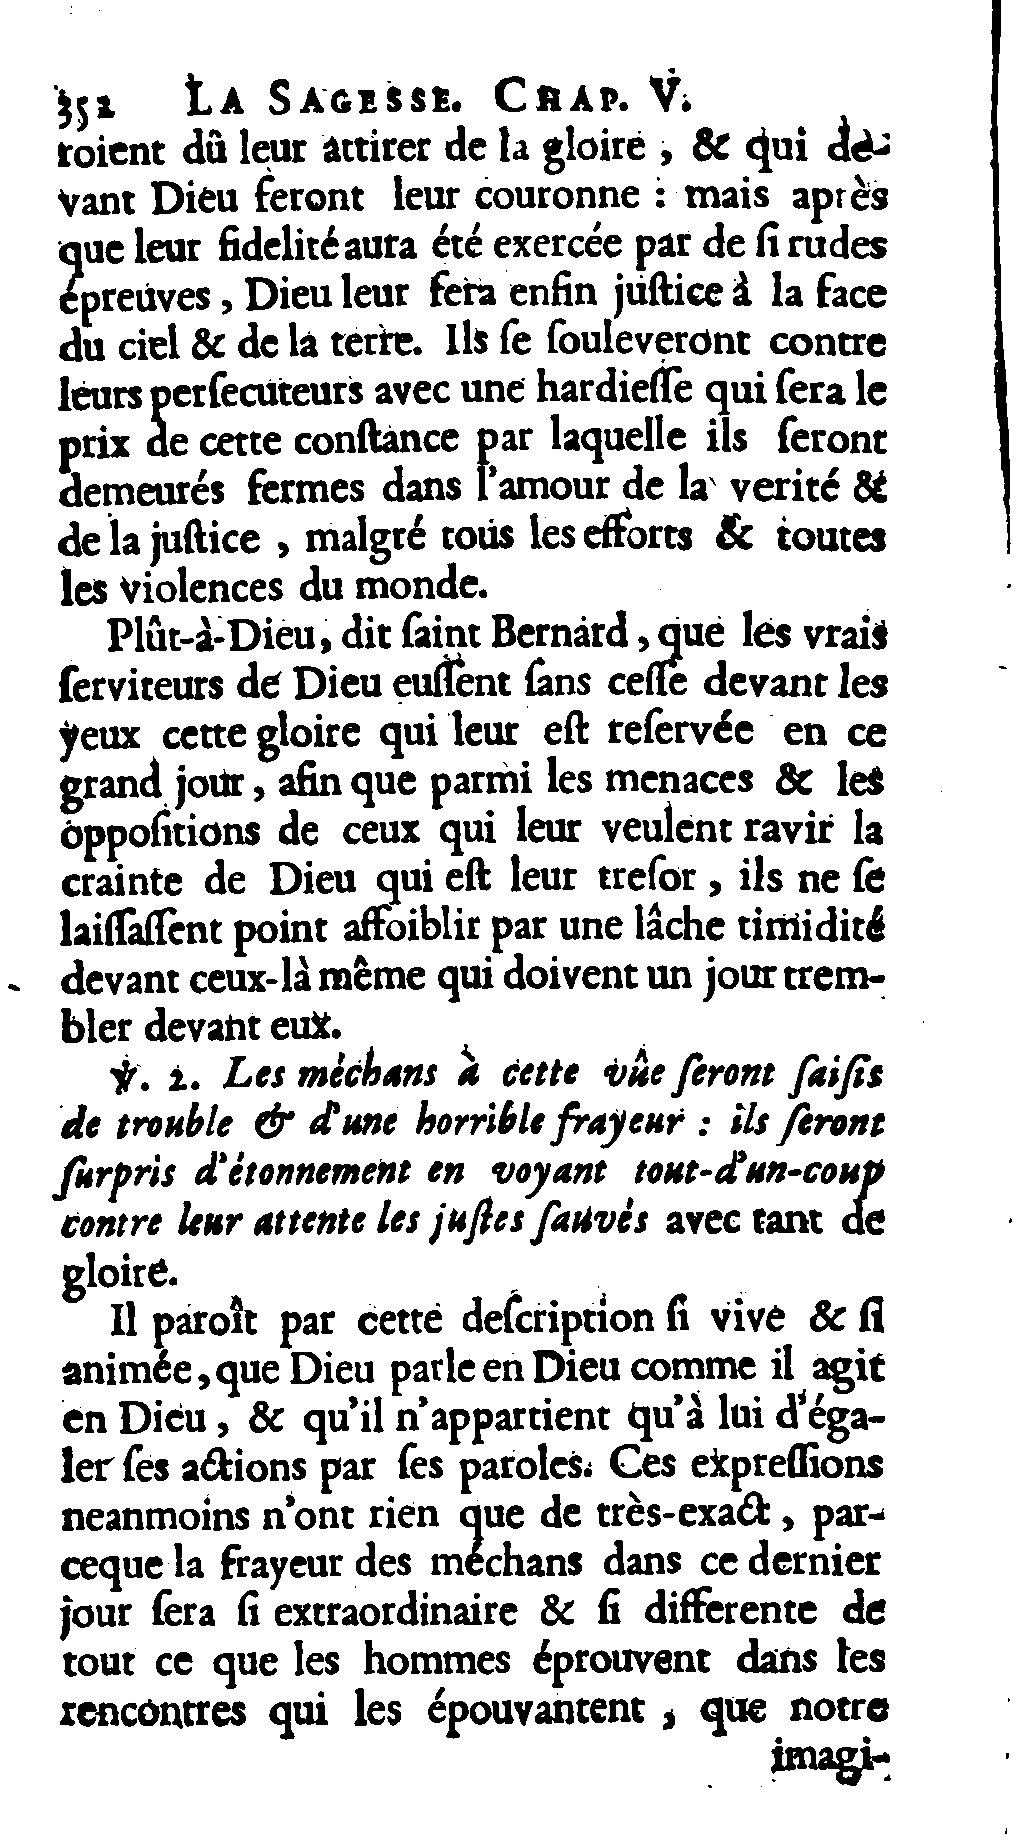 352 LA SAGESSE. CHAP. V.
roient dû leur attirer de la gloire, & qui de-
vant Dieu feront leur couronne : mais après
que leur fidelité aura été exercée par de ſi rudes
épreuves, Dieu leur fera enfin juſtice à la face
du ciel & de la terre. Ils ſe ſouleveront contre
leurs perſecuteurs avec une hardieſſe qui ſera le
prix de cette conſtance par laquelle ils ſeront
demeurés fermes dans l'amour de la verité &
de la juſtice, malgré tous les efforts & toutes
les violences du monde.
Plût-à-Dieu, dit ſaint Bernard, que les vrais
ſerviteurs de Dieu euſſent ſans ceſſe devant les
yeux cette gloire qui leur eſt reſervée en ce
grand jour, afin que parmi les menaces & les
oppoſitions de ceux qui leur veulent ravir la
crainte de Dieu qui eſt leur treſor, ils ne ſe
laiſſaſſent point affoiblir par une lâche timidité
devant ceux-là même qui doivent un jour trem-
bler devant eux.
℣. 2. Les méchans à cette vûe ſeront ſaiſis
de trouble & d'une horrible frayeur : ils ſeront
ſurpris d'étonnement en voyant tout-d'un-coup
contre leur attente les juſtes ſauvés avec tant de
gloire.
Il paroît par cette deſcription ſi vive & ſi
animée, que Dieu parle en Dieu comme il agit
en Dieu, & qu'il n'appartient qu'à lui d'éga-
ler ſes actions par ſes paroles. Ces expreſſions
neanmoins n'ont rien que de très-exact, par-
ceque la frayeur des méchans dans ce dernier
jour ſera ſi extraordinaire & ſi differente de
tout ce que les hommes éprouvent dans les
rencontres qui les épouvantent, que notre
imagi-